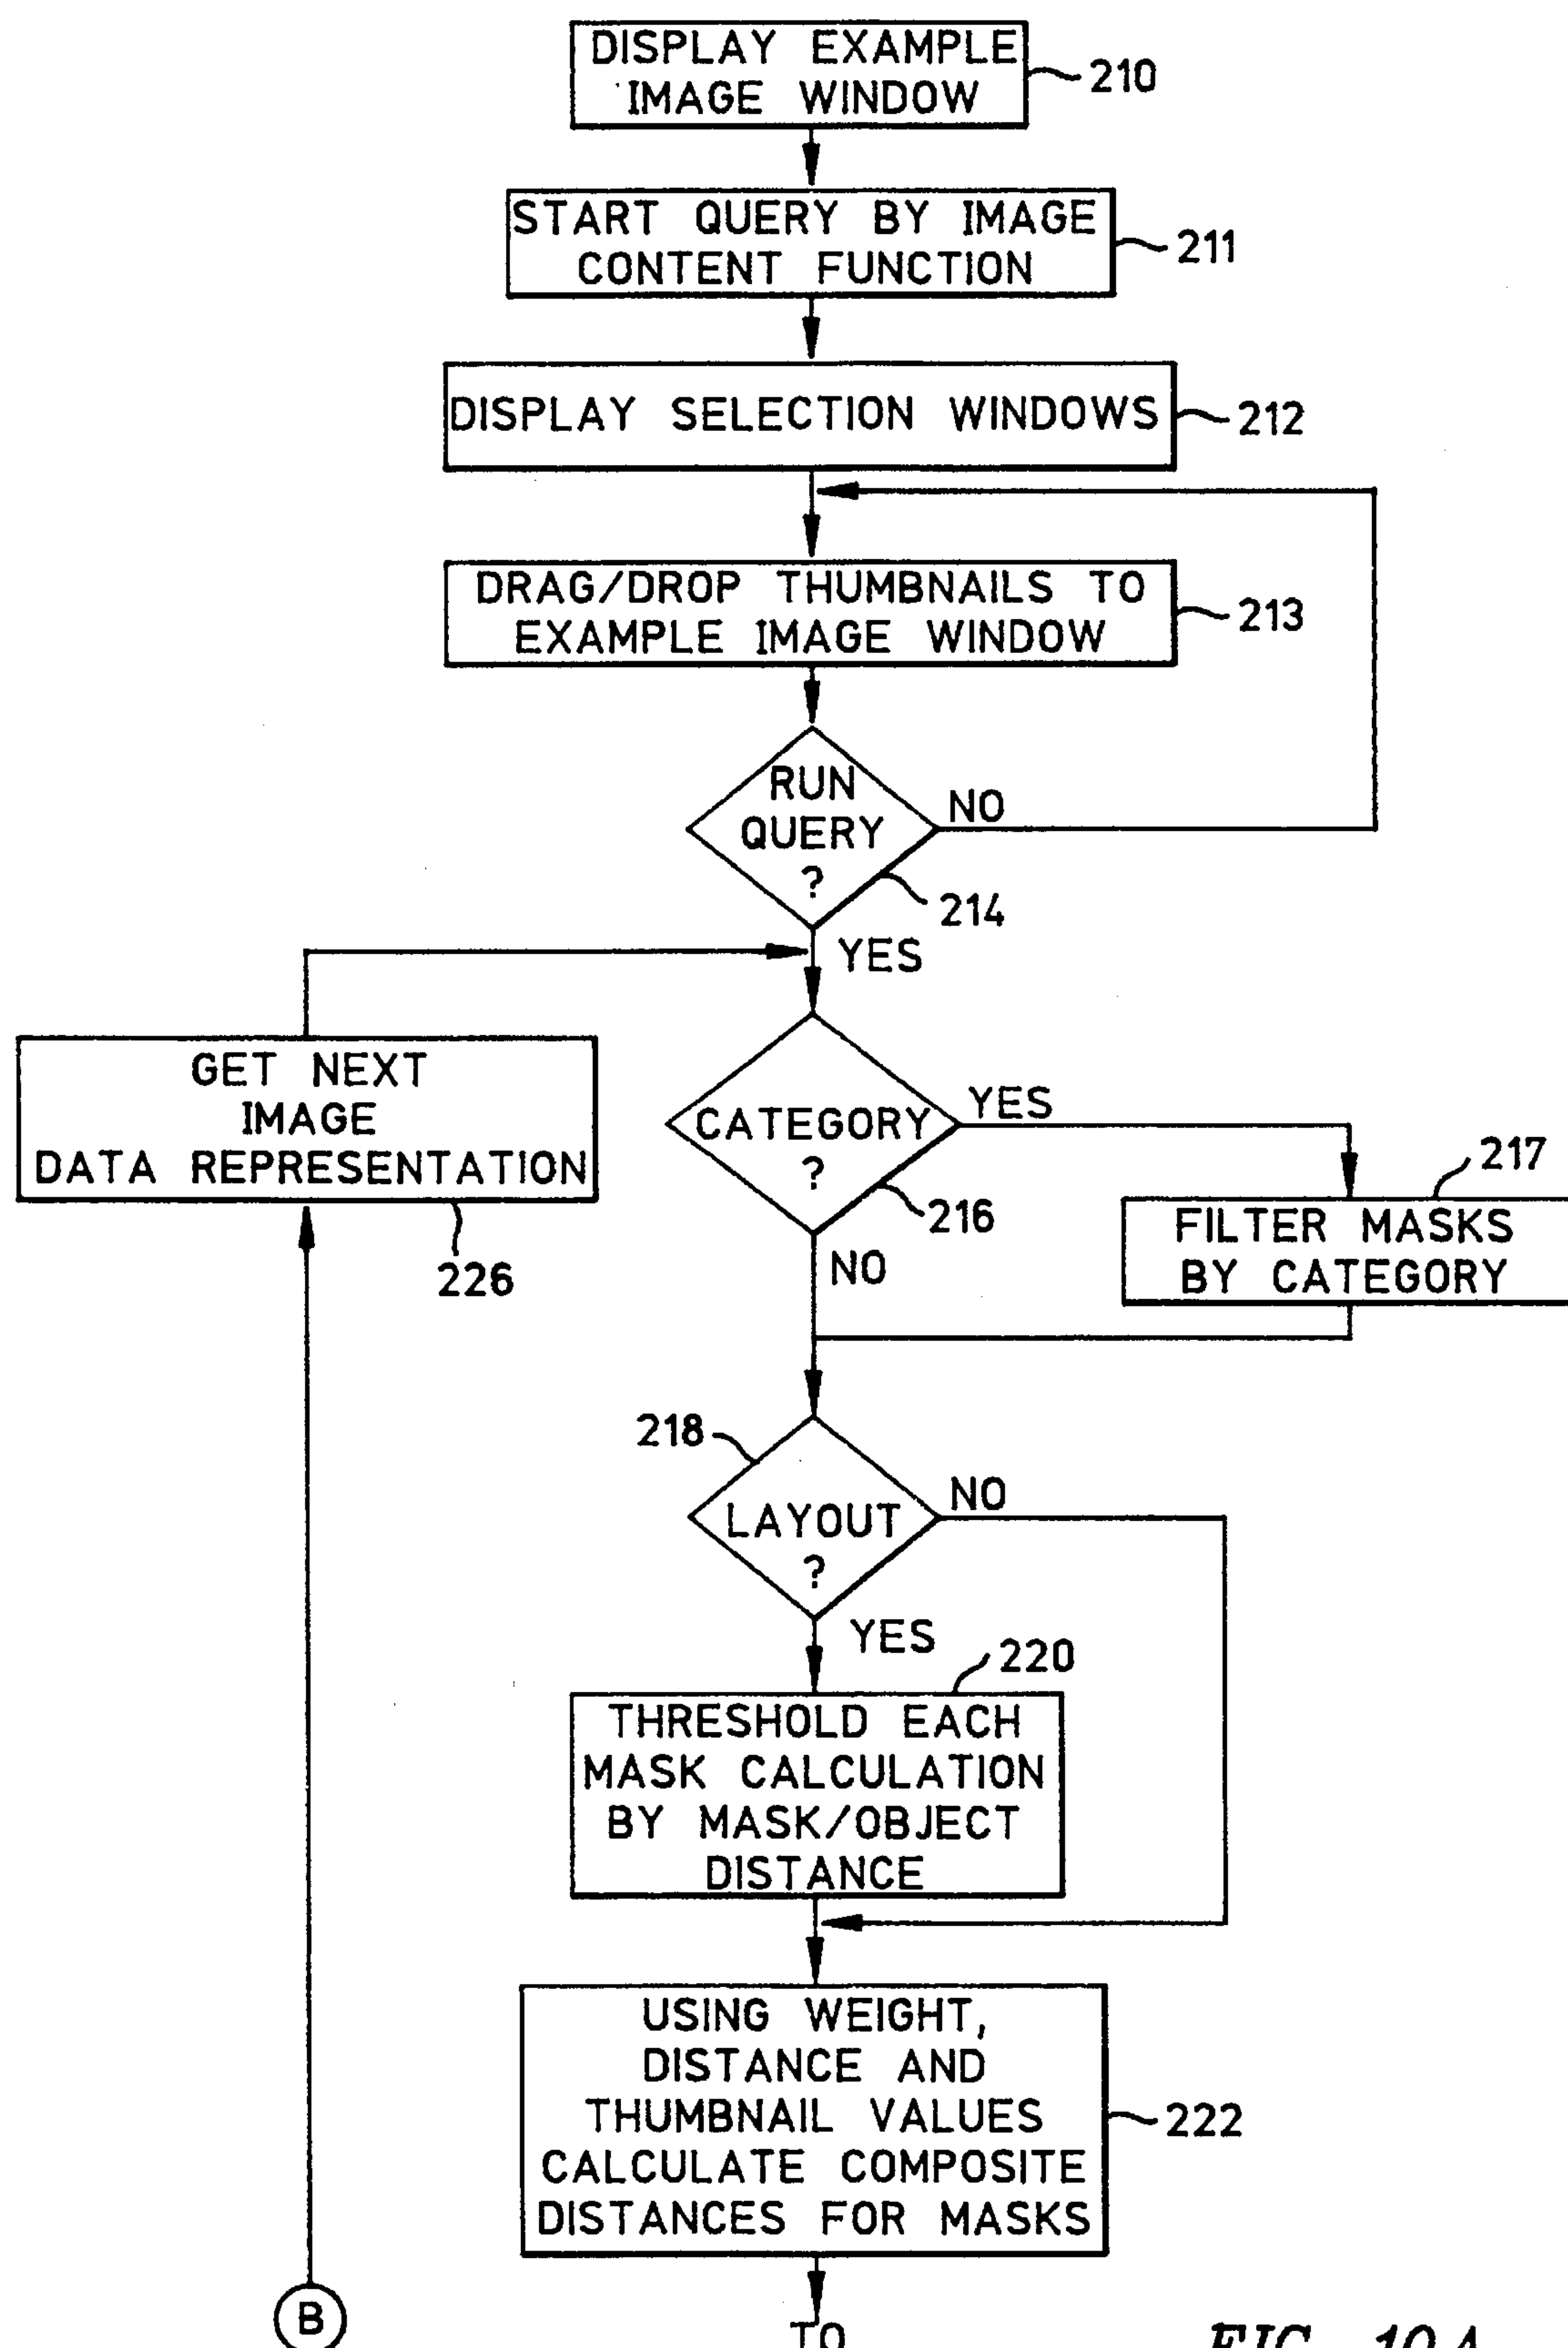 DISPLAY EXAMPLE
IMAGE WINDOW
210
START QUERY BY IMAGE
CONTENT FUNCTION
211
DISPLAY SELECTION WINDOWS
212
DRAG/DROP THUMBNAILS TO
EXAMPLE IMAGE WINDOW
213
RUN
QUERY
?
NO
214
YES
GET NEXT
IMAGE
DATA REPRESENTATION
226
CATEGORY
?
YES
216
NO
217
FILTER MASKS
BY CATEGORY
218
LAYOUT
?
NO
YES
220
THRESHOLD EACH
MASK CALCULATION
BY MASK/OBJECT
DISTANCE
USING WEIGHT,
DISTANCE AND
THUMBNAIL VALUES
CALCULATE COMPOSITE
DISTANCES FOR MASKS
222
B
TO
FIG. 10A